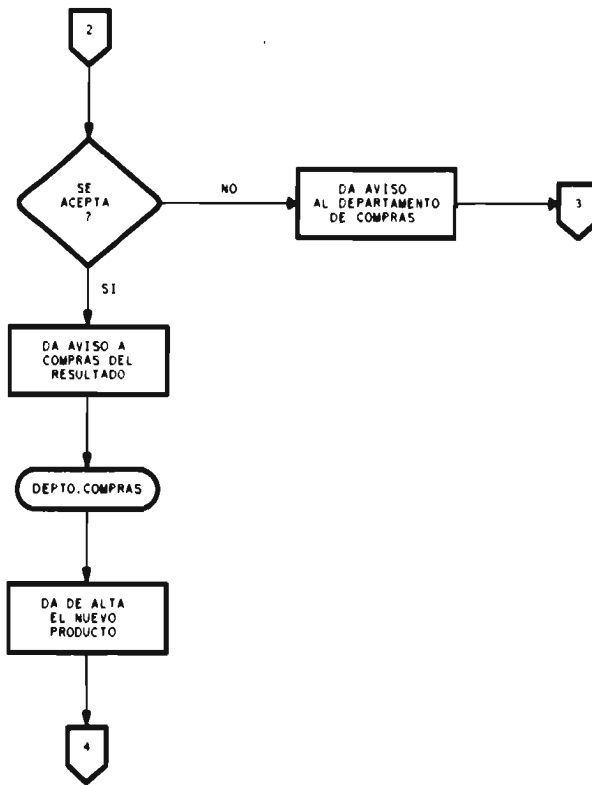 2
SE
ACEPTA
?
NO
DA AVISO
AL DEPARTAMENTO
DE COMPRAS
3
SI
DA AVISO A
COMPRAS DEL
RESULTADO
DEPTO.COMPRAS
DA DE ALTA
EL NUEVO
PRODUCTO
4